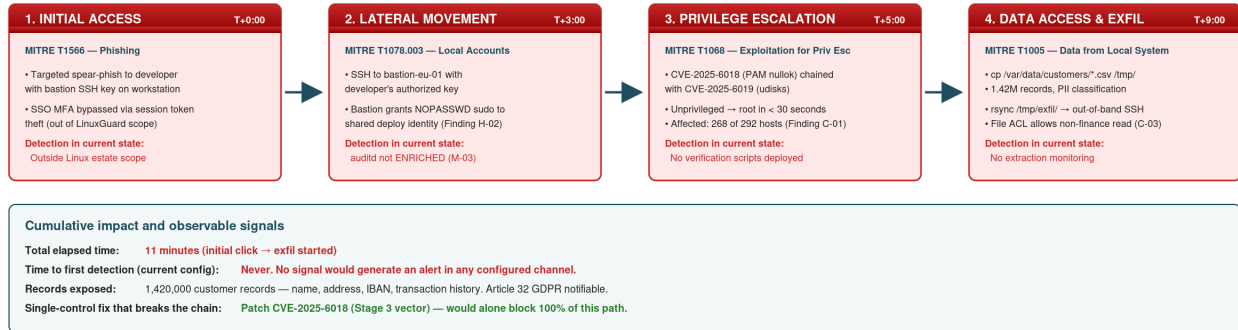 1. INITIAL ACCESS T+0:00
MITRE T1566 — Phishing
• Targeted spear-phish to developer
with bastion SSH key on workstation
• SSO MFA bypassed via session token
theft (out of LinuxGuard scope)
Detection in current state:
Outside Linux estate scope
2. LATERAL MOVEMENT T+3:00
MITRE T1078.003 — Local Accounts
• SSH to bastion-eu-01 with
developer's authorized key
• Bastion grants NOPASSWD sudo to
shared deploy identity (Finding H-02)
Detection in current state:
auditd not ENRICHED (M-03)
3. PRIVILEGE ESCALATION T+5:00
MITRE T1068 — Exploitation for Priv Esc
• CVE-2025-6018 (PAM nullok) chained
with CVE-2025-6019 (udisks)
• Unprivileged → root in < 30 seconds
• Affected: 268 of 292 hosts (Finding C-01)
Detection in current state:
No verification scripts deployed
4. DATA ACCESS & EXFIL T+9:00
MITRE T1005 — Data from Local System
• cp /var/data/customers/*.csv /tmp/
• 1.42M records, PII classification
• rsync /tmp/exfil/ → out-of-band SSH
• File ACL allows non-finance read (C-03)
Detection in current state:
No extraction monitoring
Cumulative impact and observable signals
Total elapsed time: 11 minutes (initial click → exfil started)
Time to first detection (current config): Never. No signal would generate an alert in any configured channel.
Records exposed: 1,420,000 customer records — name, address, IBAN, transaction history. Article 32 GDPR notifiable.
Single-control fix that breaks the chain: Patch CVE-2025-6018 (Stage 3 vector) — would alone block 100% of this path.